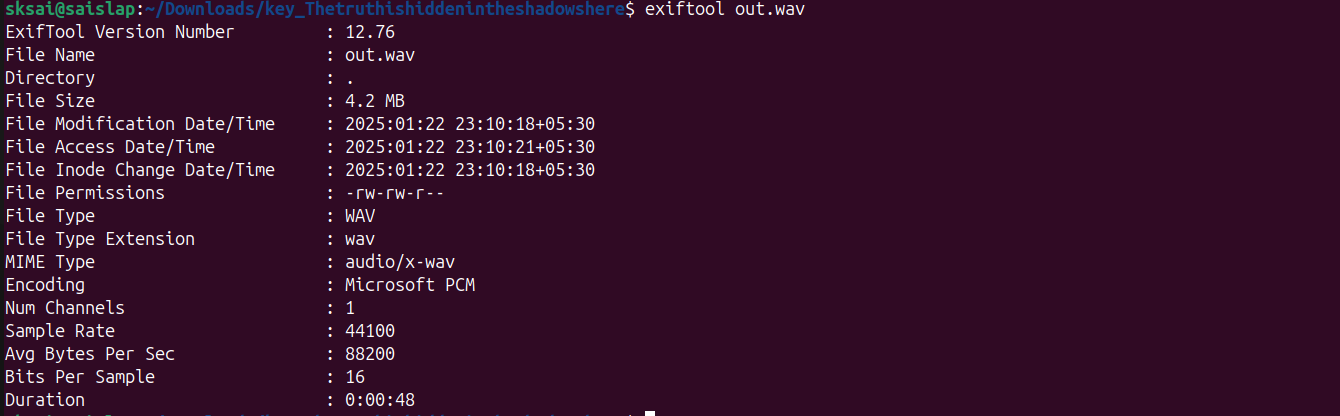 sksai@saislap:~/Downloads/key_Thetruthishiddenintheshadowshere$ exiftool out.wav
ExifTool Version Number : 12.76
File Name : out.wav
Directory : .
File Size : 4.2 MB
File Modification Date/Time : 2025:01:22 23:10:18+05:30
File Access Date/Time : 2025:01:22 23:10:21+05:30
File Inode Change Date/Time : 2025:01:22 23:10:18+05:30
File Permissions : -rw-rw-r--
File Type : WAV
File Type Extension : wav
MIME Type : audio/x-wav
Encoding : Microsoft PCM
Num Channels : 1
Sample Rate : 44100
Avg Bytes Per Sec : 88200
Bits Per Sample : 16
Duration : 0:00:48